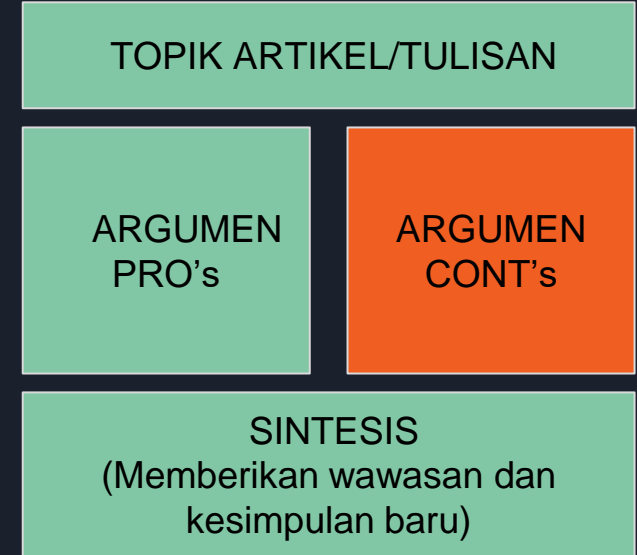 TOPIK ARTIKEL/TULISAN
ARGUMEN
PRO’s
ARGUMEN
CONT’s
SINTESIS
(Memberikan wawasan dan
kesimpulan baru)